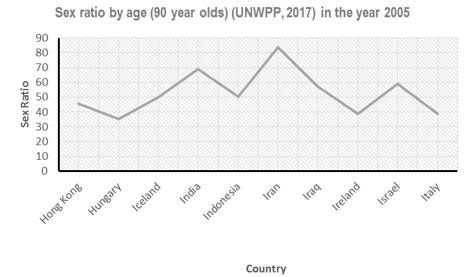 Sex ratio by age (90 year olds) (UNWPP, 2017) in the year 2005
90
80
70
60
50
40
30
20
10
0
Sex Ratio
Hong Kong
Hungary
Iceland
India
Indonesia
Iran
Iraq
Ireland
Israel
Italy
Country